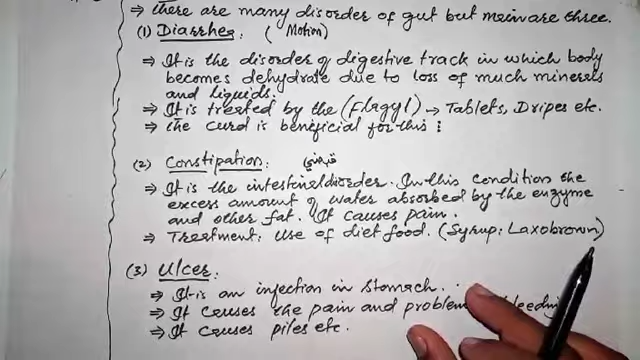 ⇒ there are many disorder of gut but mein are three.
(1) Diarrhea: (Motion)
⇒ It is the disorder of digestive track in which body
becomes dehydrate due to loss of much minerals
and liquids.
⇒ It is treated by the (Flagyl) → Tablets, Dripes etc.
⇒ the curd is beneficial for this :
(2) Constipation: قبضی
⇒ It is the intestinel disorder. In this condition the
excess amount of water absorbed by the enzyme
and other fat. It causes pain.
⇒ Treatment: Use of diet food. (Syrup: Laxobrown)
(3) Ulcer:
⇒ It is an infection in stomach.
⇒ It causes the pain and problem
⇒ It causes piles etc.